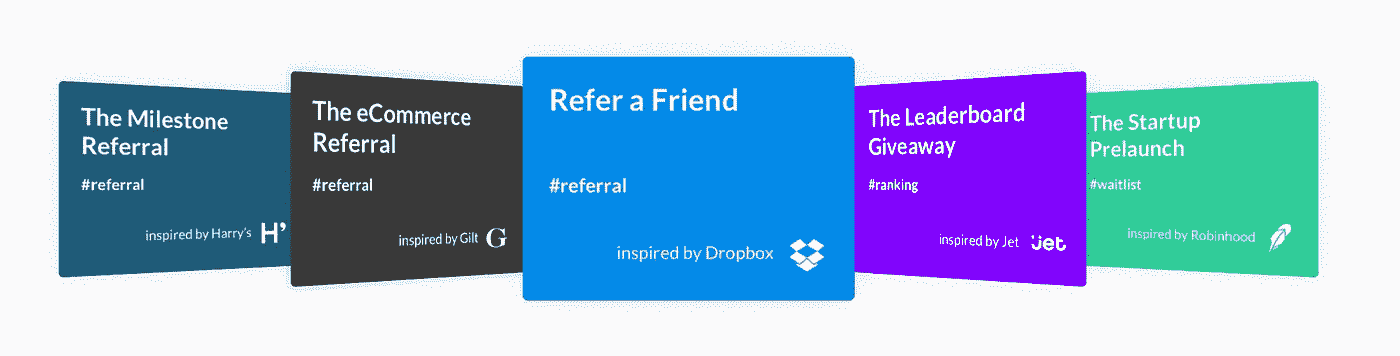 The Milestone
Referral
#referral
inspired by Harry's H'
The eCommerce
Referral
#referral
inspired by Gilt G
Refer a Friend
#referral
inspired by Dropbox
The Leaderboard
Giveaway
#ranking
inspired by Jet jet
The Startup
Prelaunch
#waitlist
inspired by Robinhood